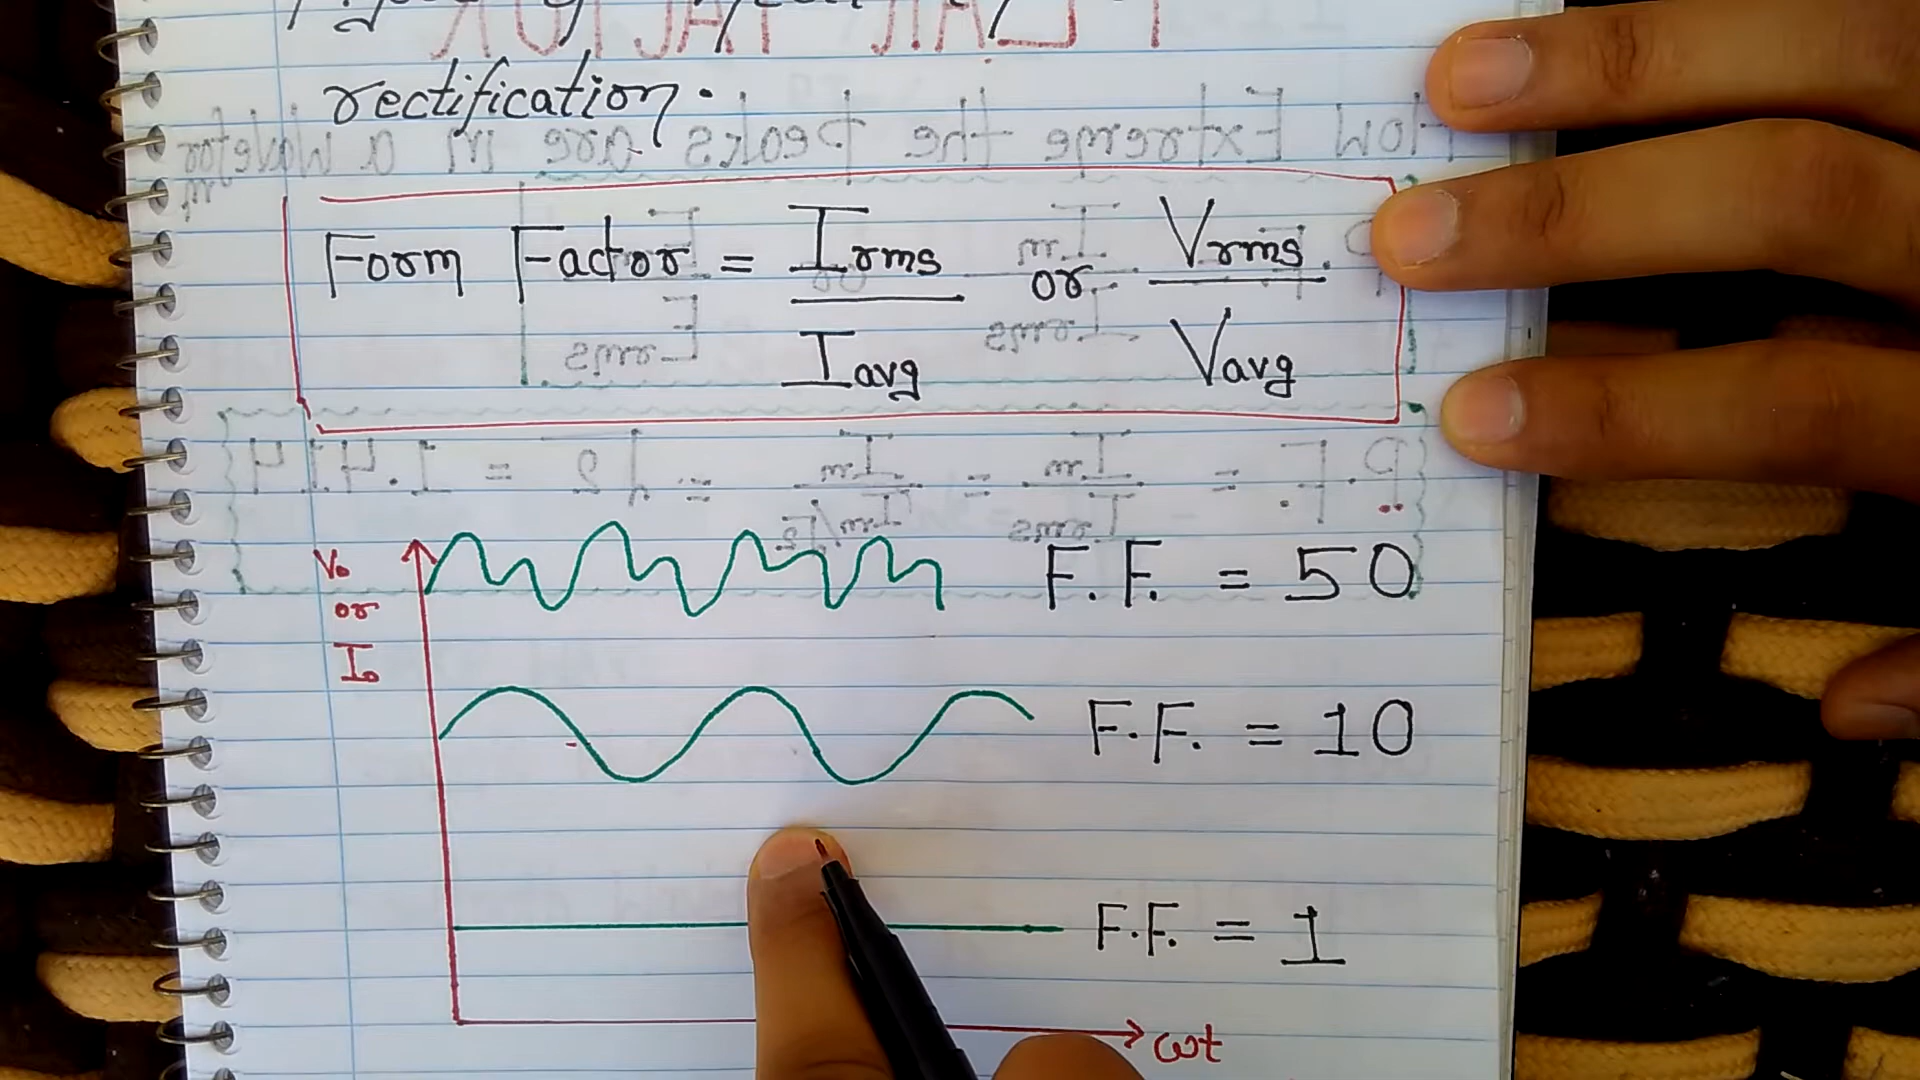 rectification.
Form Factor = Irms / Iavg or Vrms / Vavg
Vo or Io
F.F. = 50
F.F. = 10
F.F. = 1
ωt